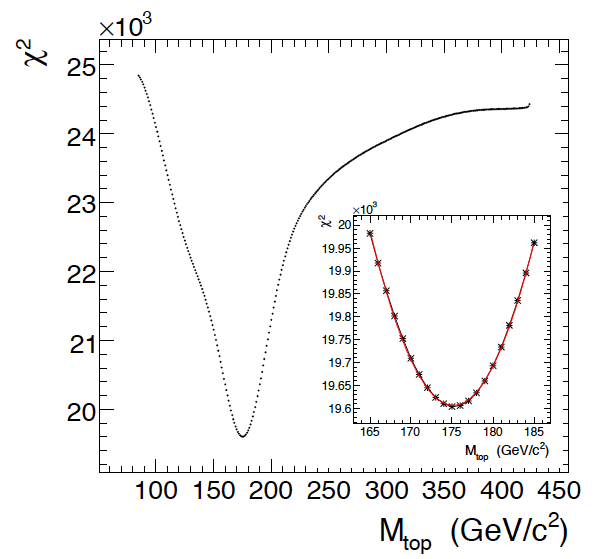 ×10³
χ²
25
24
23
22
21
20
100 150 200 250 300 350 400 450
M_top (GeV/c²)
×10³
χ²
20
19.95
19.9
19.85
19.8
19.75
19.7
19.65
19.6
165 170 175 180 185
M_top (GeV/c²)